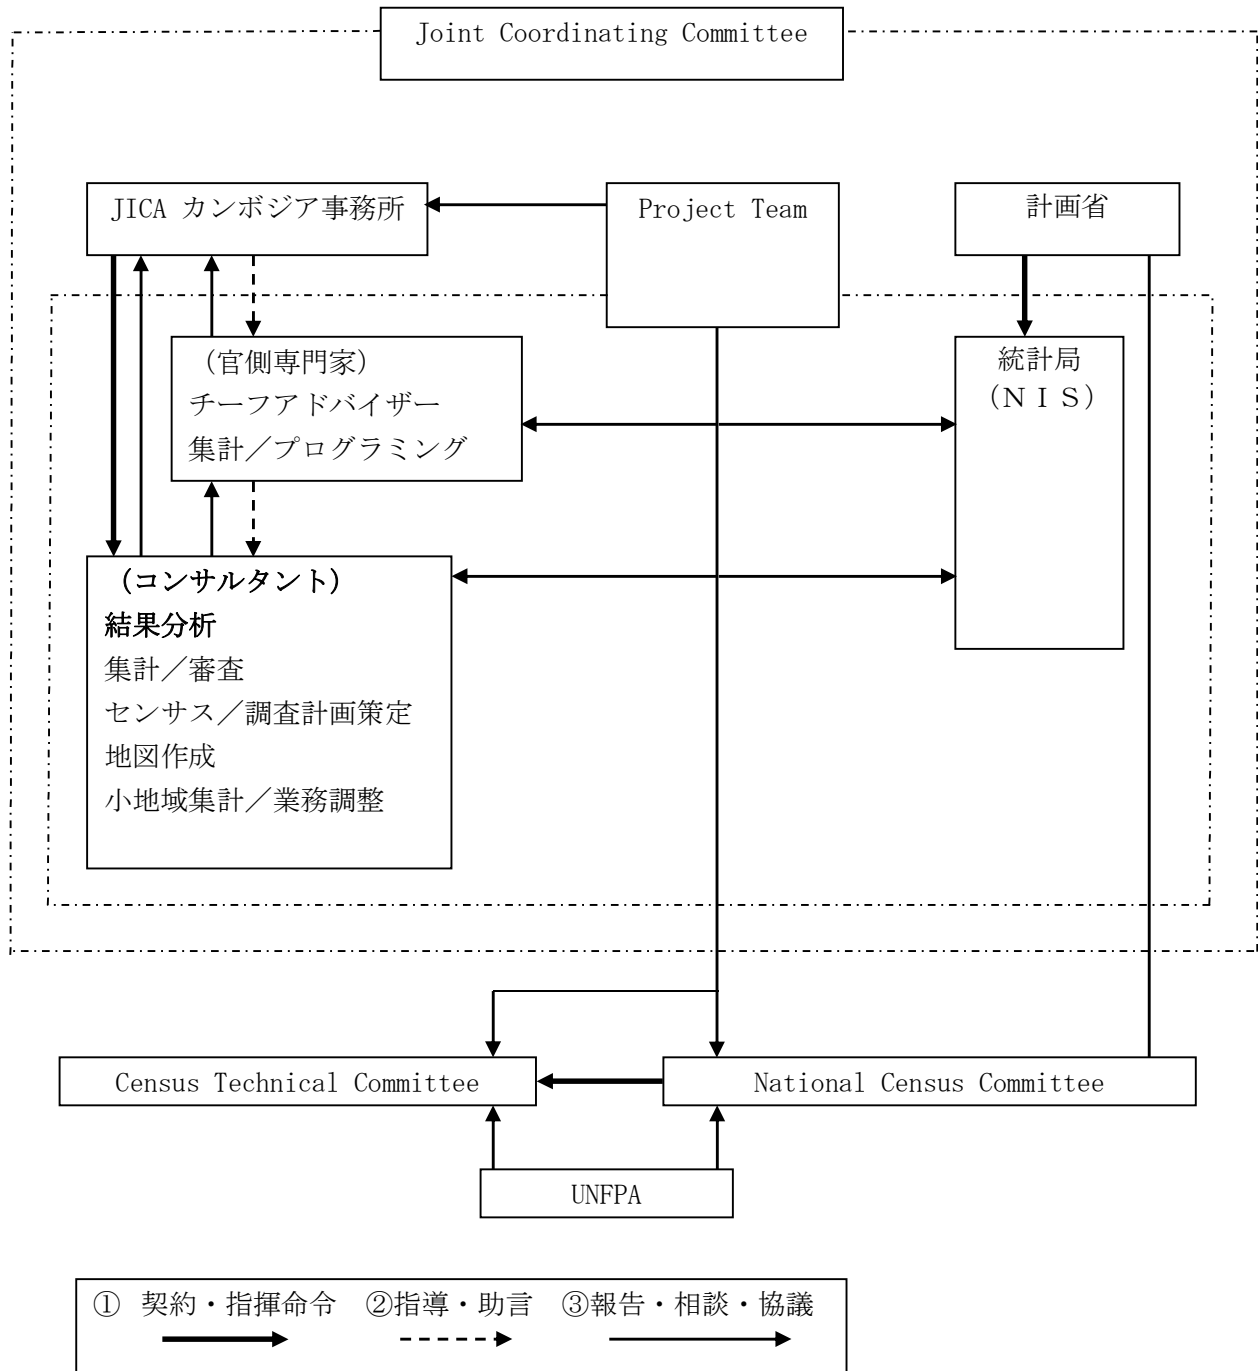 Joint Coordinating Committee
JICA カンボジア事務所
Project Team
計画省
（官側専門家）
チーフアドバイザー
集計／プログラミング
統計局
（ＮＩＳ）
（コンサルタント）
結果分析
集計／審査
センサス／調査計画策定
地図作成
小地域集計／業務調整
Census Technical Committee
National Census Committee
UNFPA
① 契約・指揮命令 ②指導・助言 ③報告・相談・協議